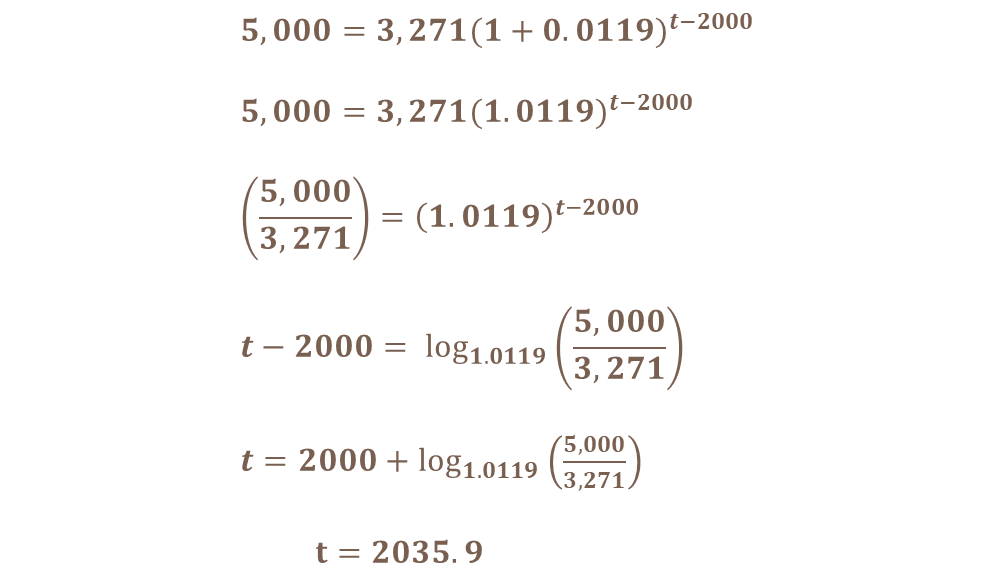 5,000 = 3,271(1 + 0.0119)^{t−2000}
5,000 = 3,271(1.0119)^{t−2000}
(5,000/3,271) = (1.0119)^{t−2000}
t − 2000 = log_{1.0119} (5,000/3,271)
t = 2000 + log_{1.0119} (5,000/3,271)
t = 2035.9